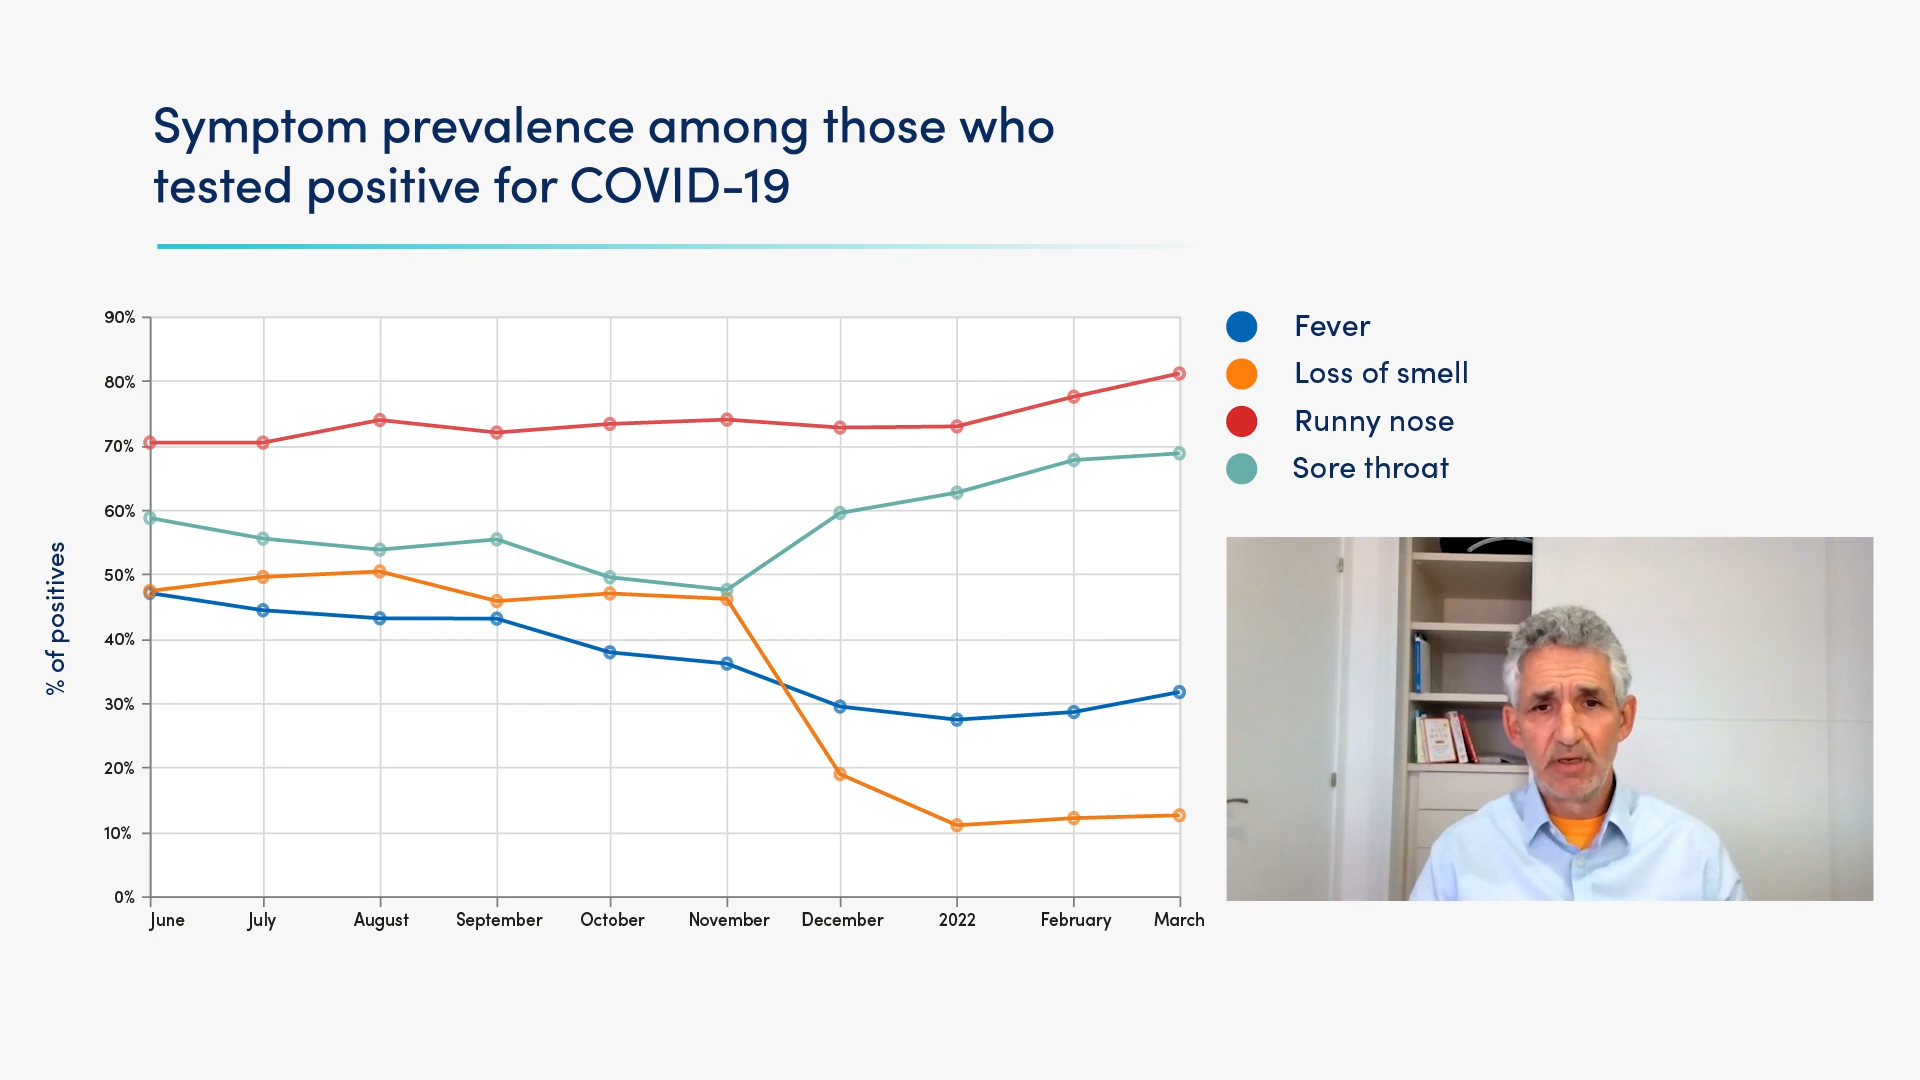 Symptom prevalence among those who
tested positive for COVID-19
90%
80%
70%
60%
50%
40%
30%
20%
10%
0%
% of positives
June July August September October November December 2022 February March
Fever
Loss of smell
Runny nose
Sore throat